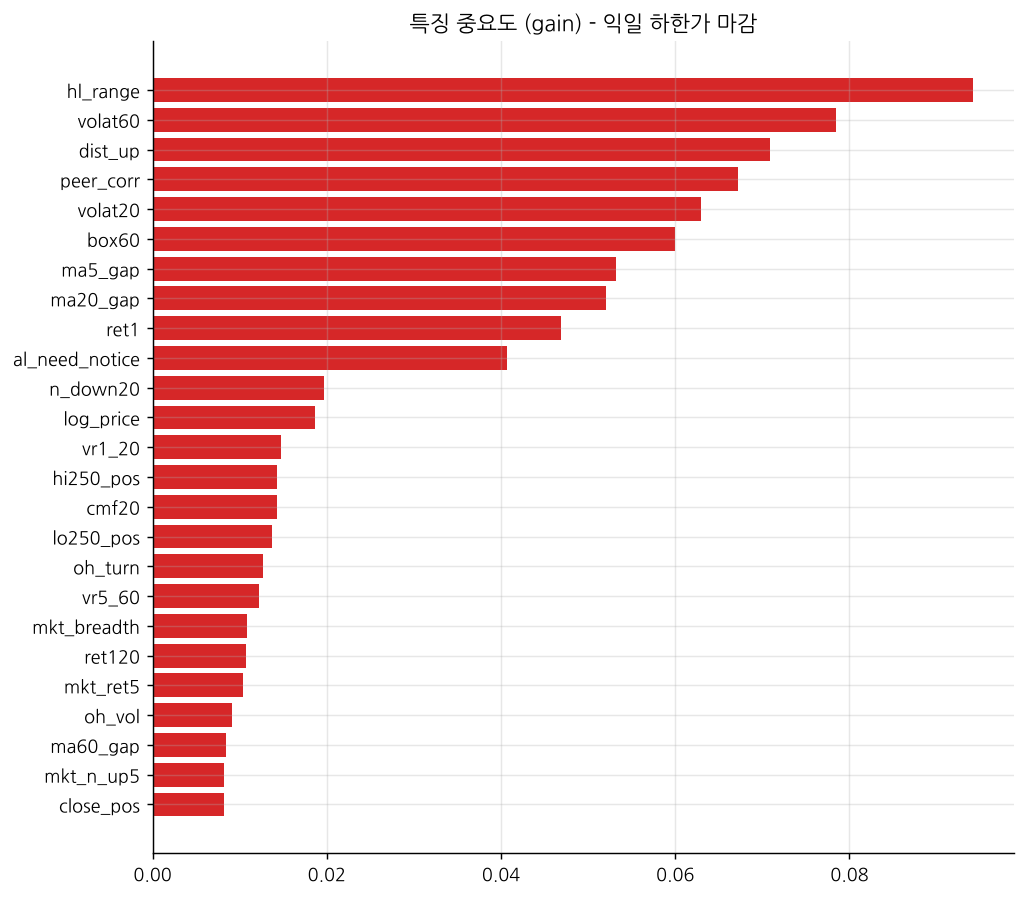 특징 중요도 (gain) - 익일 하한가 마감
hl_range
volat60
dist_up
peer_corr
volat20
box60
ma5_gap
ma20_gap
ret1
al_need_notice
n_down20
log_price
vr1_20
hi250_pos
cmf20
lo250_pos
oh_turn
vr5_60
mkt_breadth
ret120
mkt_ret5
oh_vol
ma60_gap
mkt_n_up5
close_pos
0.00 0.02 0.04 0.06 0.08